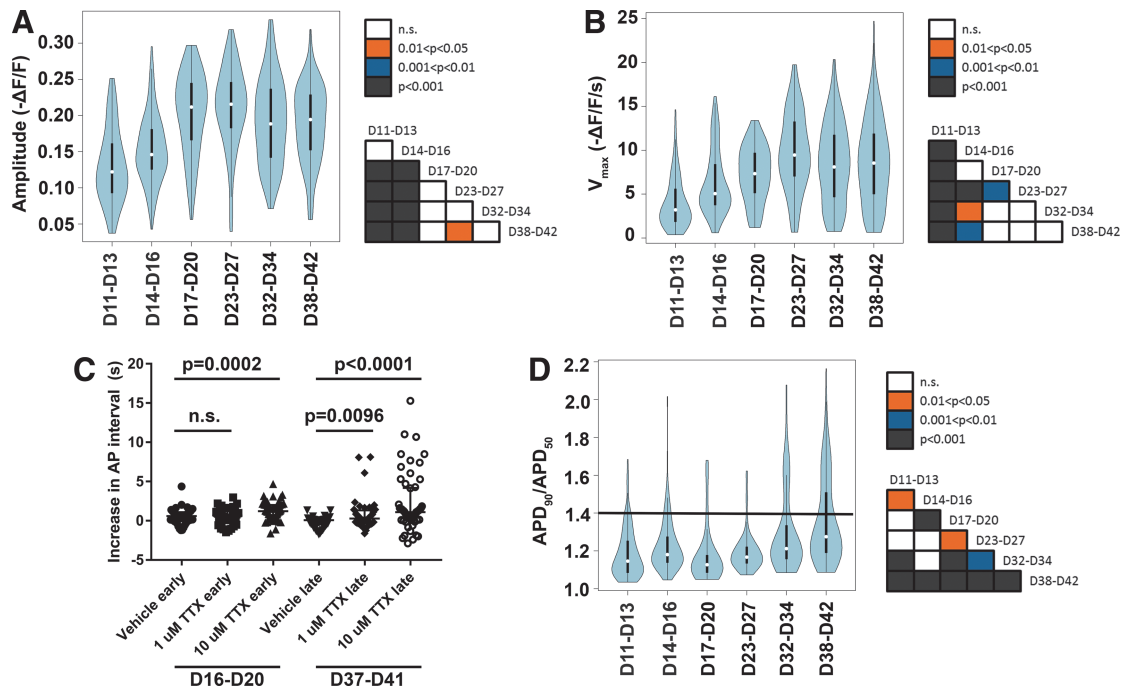 A
Amplitude (-ΔF/F)
0.30
0.25
0.20
0.15
0.10
0.05
D11-D13
D14-D16
D17-D20
D23-D27
D32-D34
D38-D42
n.s.
0.01<p<0.05
0.001<p<0.01
p<0.001
D11-D13
D14-D16
D17-D20
D23-D27
D32-D34
D38-D42
B
Vmax (-ΔF/F/s)
25
20
15
10
5
0
D11-D13
D14-D16
D17-D20
D23-D27
D32-D34
D38-D42
n.s.
0.01<p<0.05
0.001<p<0.01
p<0.001
D11-D13
D14-D16
D17-D20
D23-D27
D32-D34
D38-D42
C
Increase in AP interval (s)
20
15
10
5
0
-5
p=0.0002
p<0.0001
n.s.
p=0.0096
Vehicle early
1 uM TTX early
10 uM TTX early
Vehicle late
1 uM TTX late
10 uM TTX late
D16-D20
D37-D41
D
APD90/APD50
2.2
2.0
1.8
1.6
1.4
1.2
1.0
D11-D13
D14-D16
D17-D20
D23-D27
D32-D34
D38-D42
n.s.
0.01<p<0.05
0.001<p<0.01
p<0.001
D11-D13
D14-D16
D17-D20
D23-D27
D32-D34
D38-D42